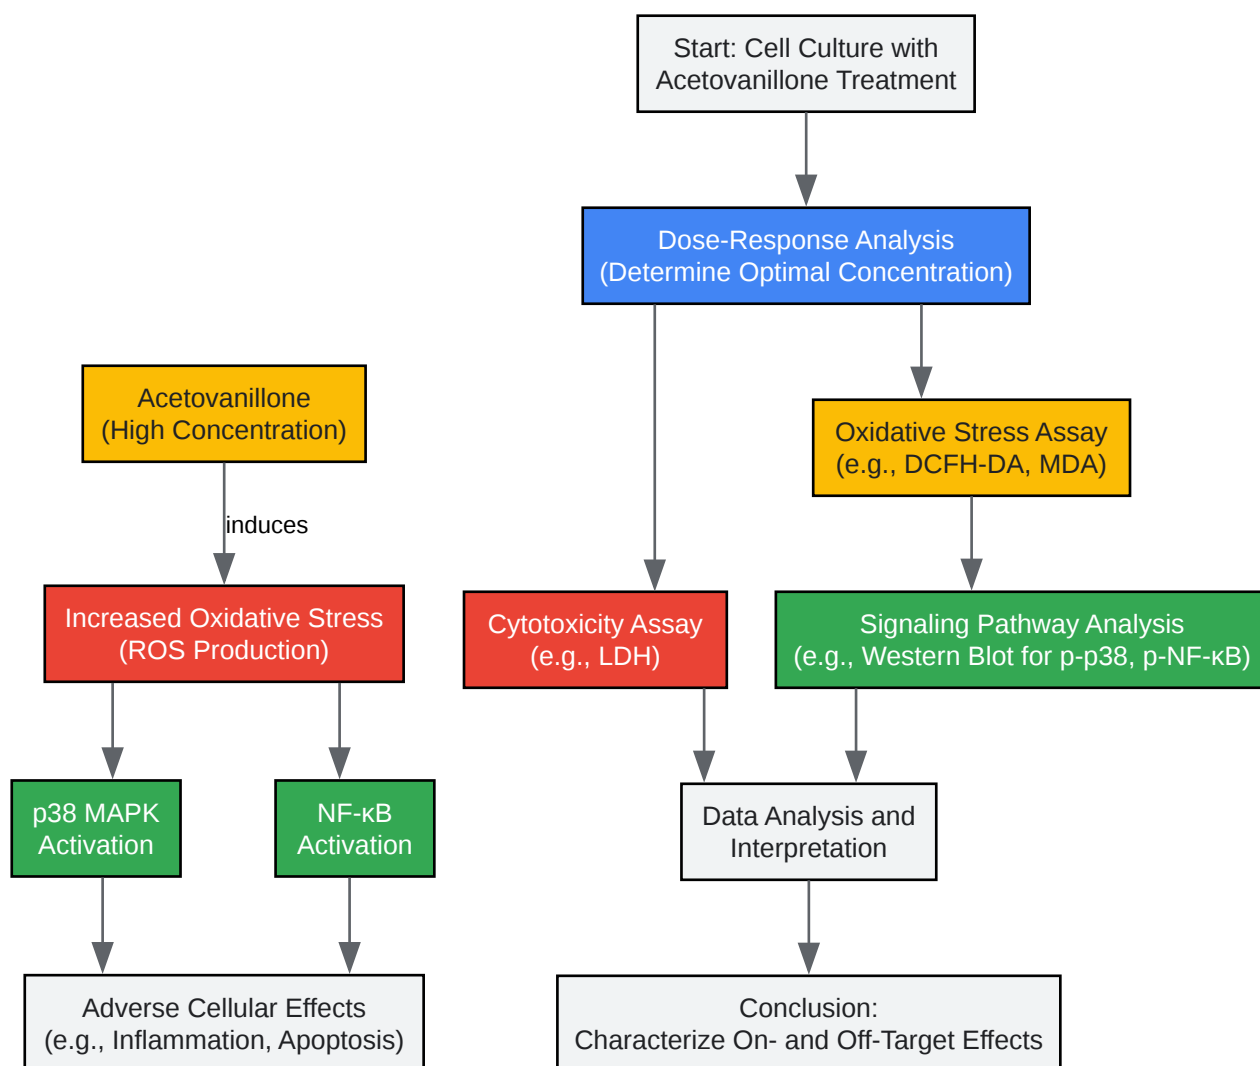 Start: Cell Culture with
Acetovanillone Treatment
Dose-Response Analysis
(Determine Optimal Concentration)
Acetovanillone
(High Concentration)
Oxidative Stress Assay
(e.g., DCFH-DA, MDA)
induces
Increased Oxidative Stress
(ROS Production)
Cytotoxicity Assay
(e.g., LDH)
Signaling Pathway Analysis
(e.g., Western Blot for p-p38, p-NF-κB)
p38 MAPK
Activation
NF-κB
Activation
Data Analysis and
Interpretation
Adverse Cellular Effects
(e.g., Inflammation, Apoptosis)
Conclusion:
Characterize On- and Off-Target Effects